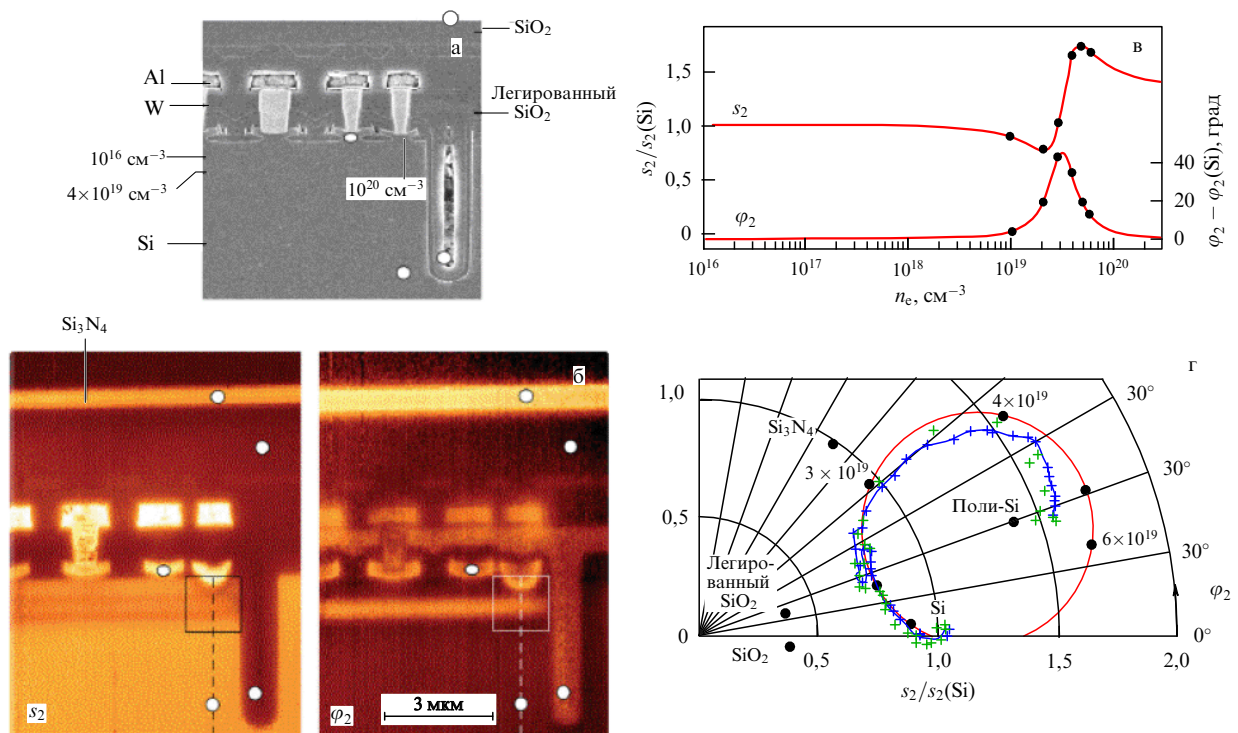 а
SiO₂
Al
W
Легированный
SiO₂
10¹⁶ см⁻³
4×10¹⁹ см⁻³
10²⁰ см⁻³
Si
в
s₂/s₂(Si)
1,5
1,0
0,5
0
s₂
φ₂
40
20
0
φ₂ − φ₂(Si), град
10¹⁶
10¹⁷
10¹⁸
10¹⁹
10²⁰
nₑ, см⁻³
Si₃N₄
б
s₂
φ₂
3 мкм
г
1,0
0,5
0
Si₃N₄
3 × 10¹⁹
4×10¹⁹
30°
30°
Поли-Si
6×10¹⁹
30°
Легиро-
ванный
SiO₂
Si
φ₂
0°
SiO₂
0,5
1,0
1,5
2,0
s₂/s₂(Si)